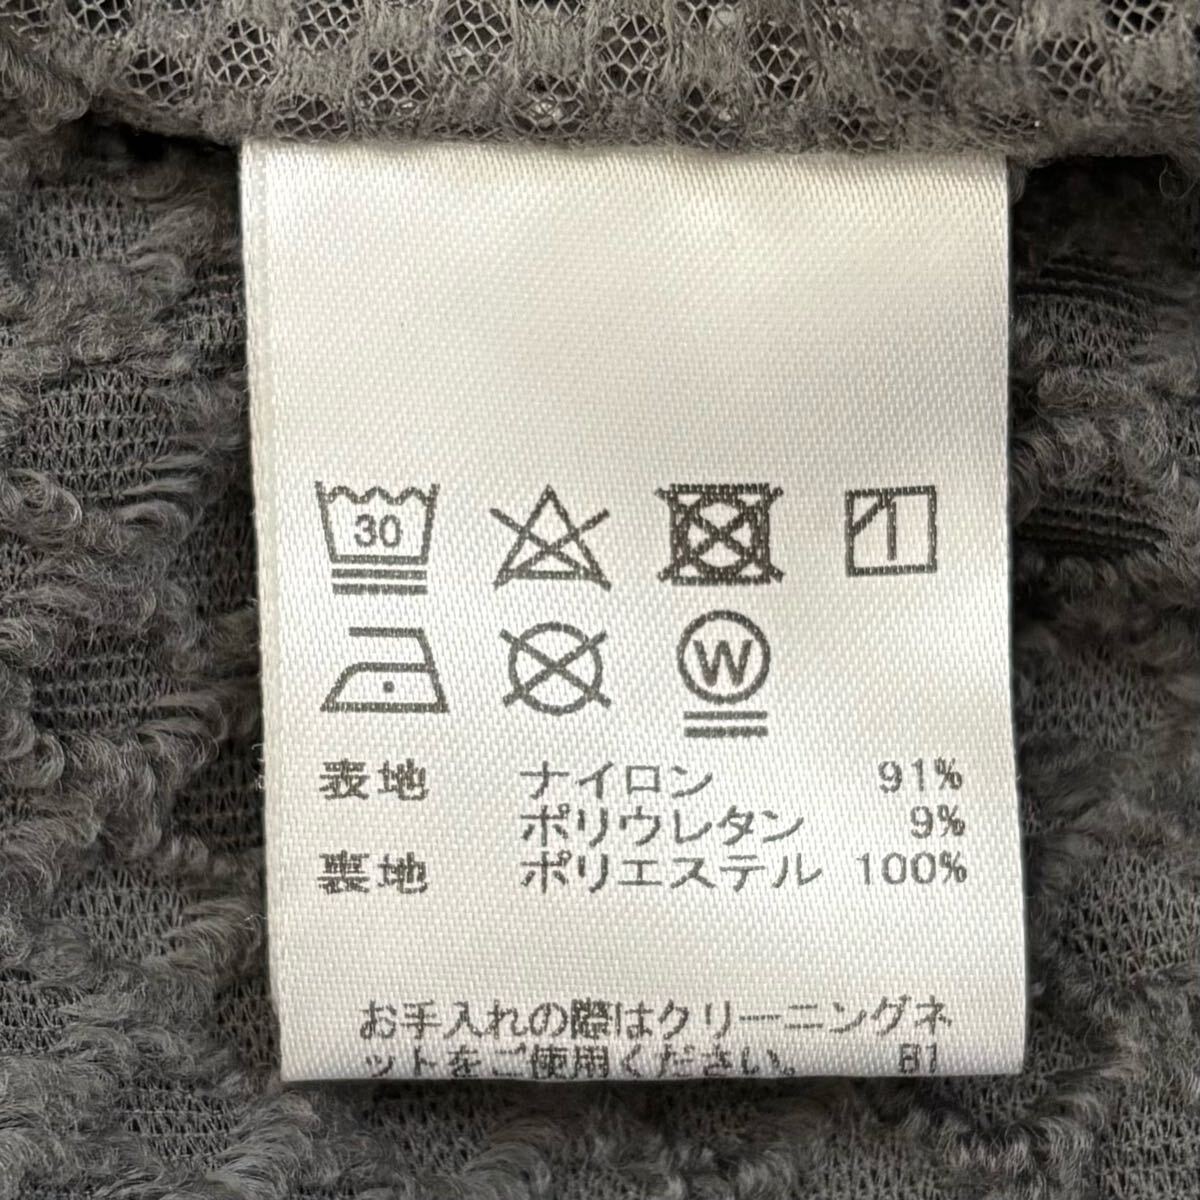 30
W
表地 ナイロン 91%
ポリウレタン 9%
裏地 ポリエステル 100%
お手入れの際はクリーニングネ
ットをご使用ください。 B1